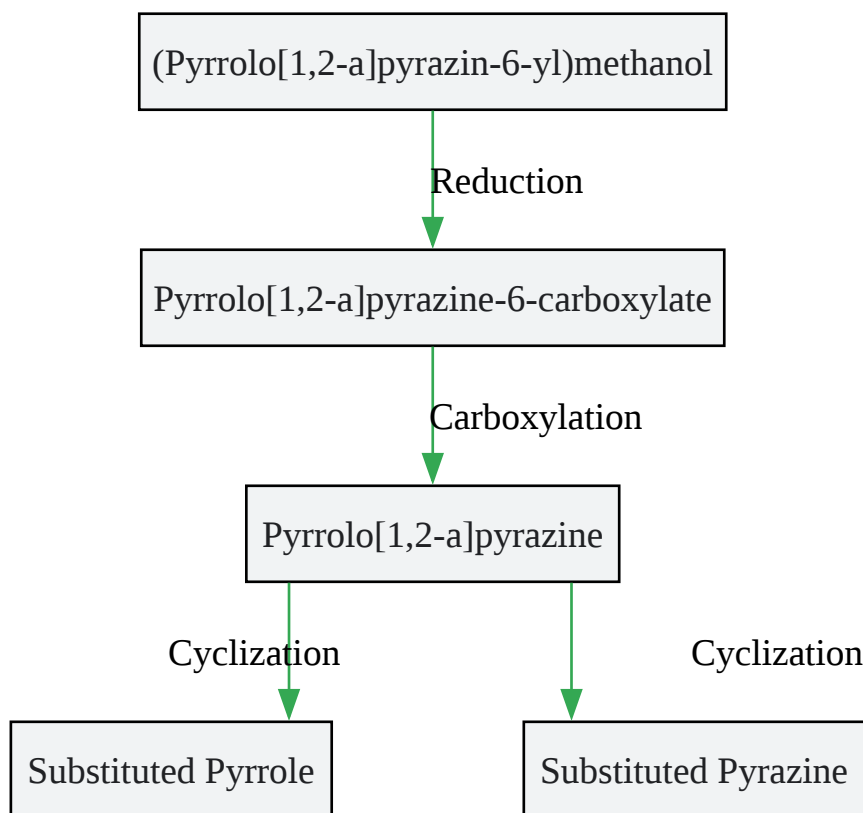 (Pyrrolo[1,2-a]pyrazin-6-yl)methanol
Reduction
Pyrrolo[1,2-a]pyrazine-6-carboxylate
Carboxylation
Pyrrolo[1,2-a]pyrazine
Cyclization
Cyclization
Substituted Pyrrole
Substituted Pyrazine